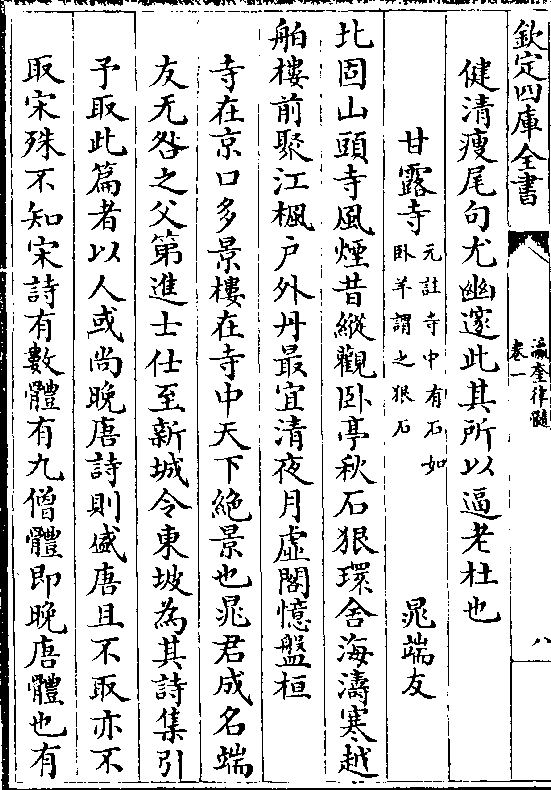 欽定四庫全書
瀛奎律髓
卷一
八
健清瘦尾句尤幽邃此其所以逼老杜也
甘露寺
元註寺中有石如
臥羊謂之狠石
晁端友
北固山頭寺風煙昔縱觀臥亭秋石狠環舍海濤寒越
舶樓前聚江楓户外丹最宜清夜月虛閣憶盤桓
寺在京口多景樓在寺中天下絶景也晁君成名端
友无咎之父第進士仕至新城令東坡為其詩集引
予取此篇者以人或尚晚唐詩則盛唐且不取亦不
取宋殊不知宋詩有數體有九僧體即晚唐體也有